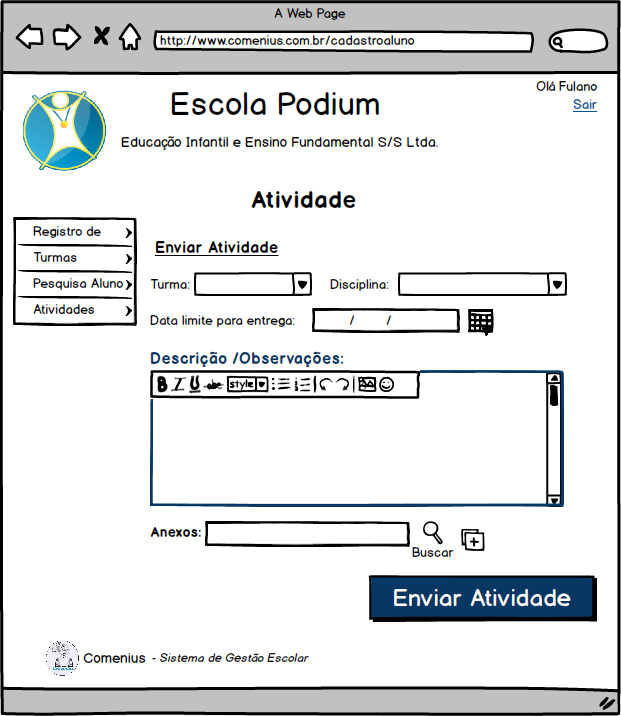 A Web Page
http://www.comenius.com.br/cadastroaluno
Olá Fulano
Sair
Escola Podium
Educação Infantil e Ensino Fundamental S/S Ltda.
Atividade
Registro de
Turmas
Pesquisa Aluno
Atividades
Enviar Atividade
Turma: Disciplina:
Data limite para entrega: / /
Descrição /Observações:
B I U abc style
Anexos:
Buscar
Enviar Atividade
Comenius - Sistema de Gestão Escolar